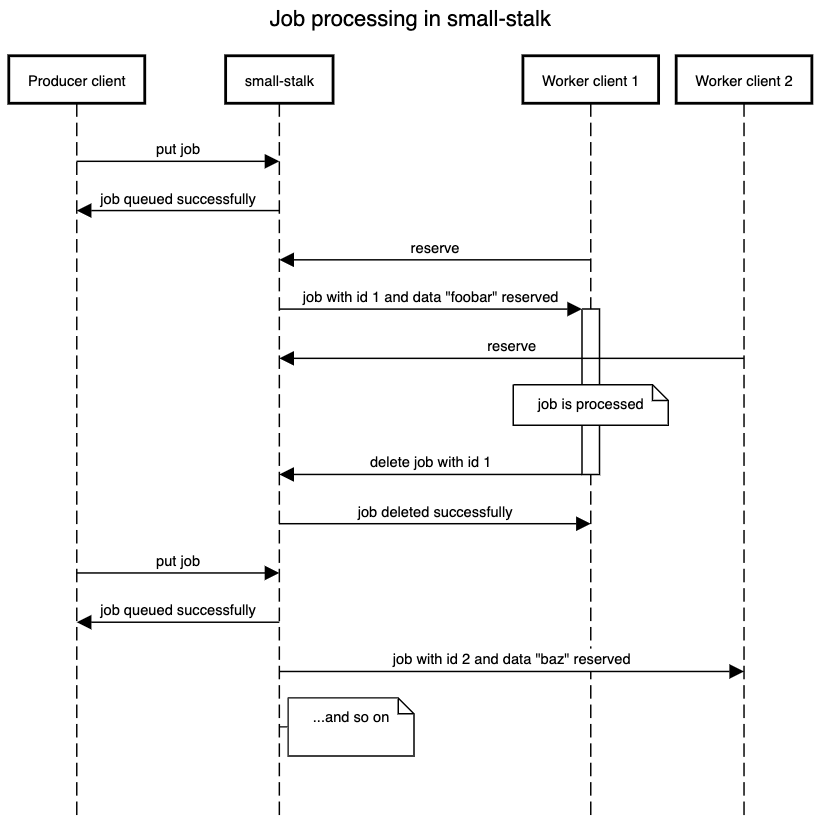 Job processing in small-stalk
Producer client
small-stalk
Worker client 1
Worker client 2
put job
job queued successfully
reserve
job with id 1 and data "foobar" reserved
reserve
job is processed
delete job with id 1
job deleted successfully
put job
job queued successfully
job with id 2 and data "baz" reserved
...and so on